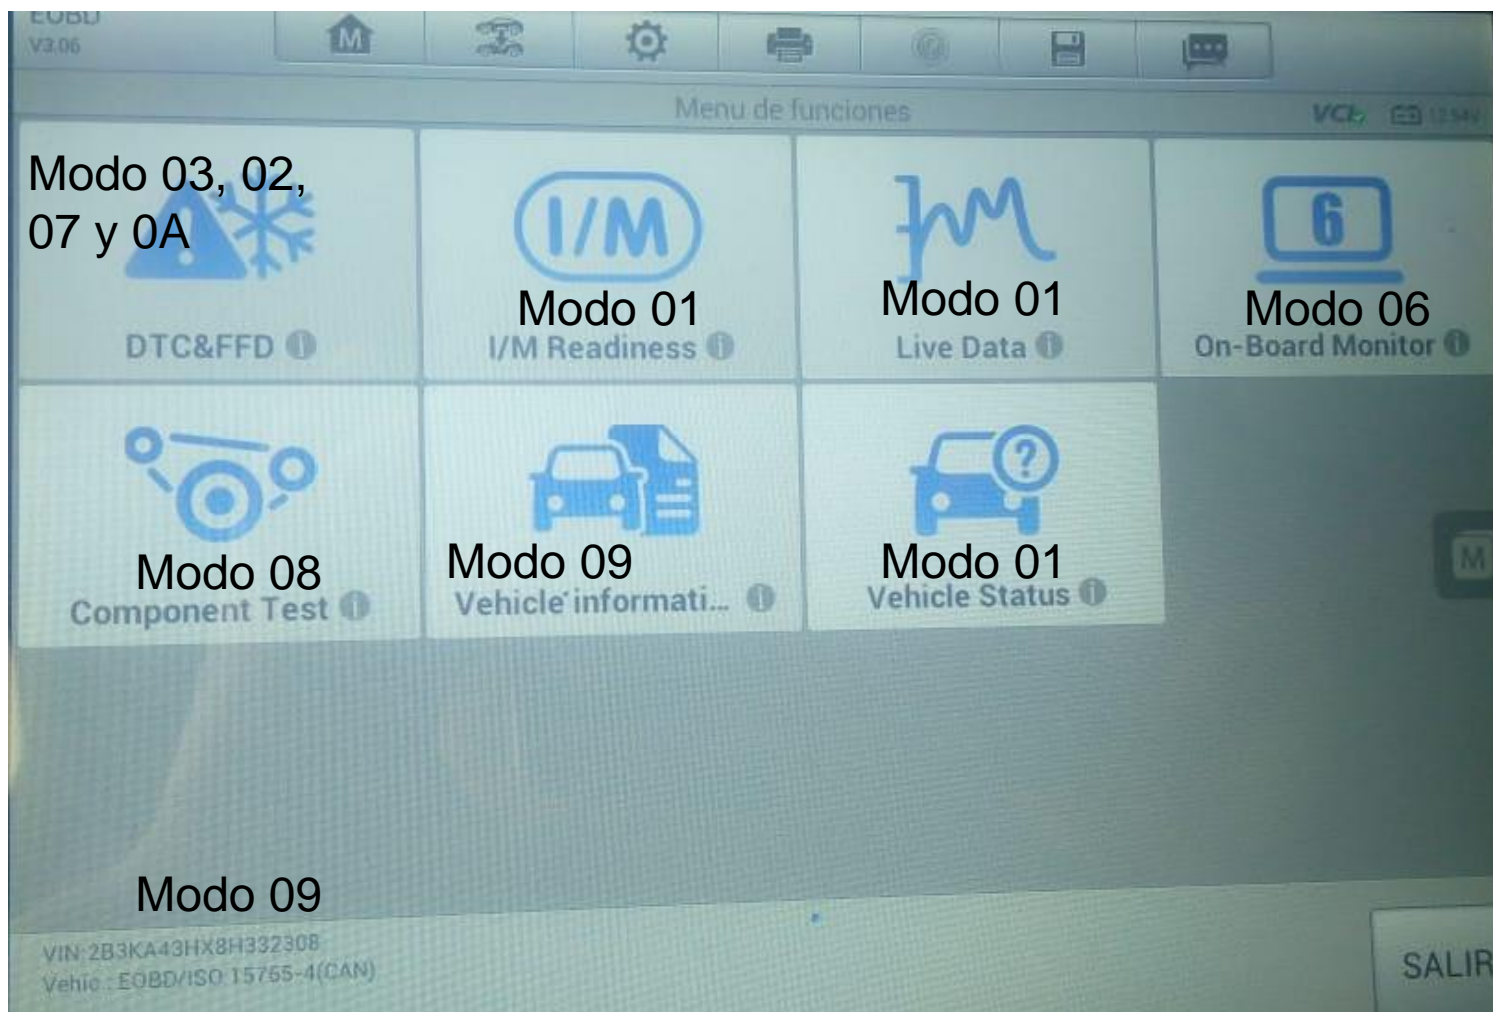 EOBD
V3.06
M
Menu de funciones
VCI
Modo 03, 02,
07 y 0A
DTC&FFD i
I/M
Modo 01
I/M Readiness i
Modo 01
Live Data i
6
Modo 06
On-Board Monitor i
Modo 08
Component Test i
Modo 09
Vehicle informati... i
?
Modo 01
Vehicle Status i
M
Modo 09
VIN:2B3KA43HX8H332308
Vehic.: EOBD/ISO 15765-4(CAN)
SALIR